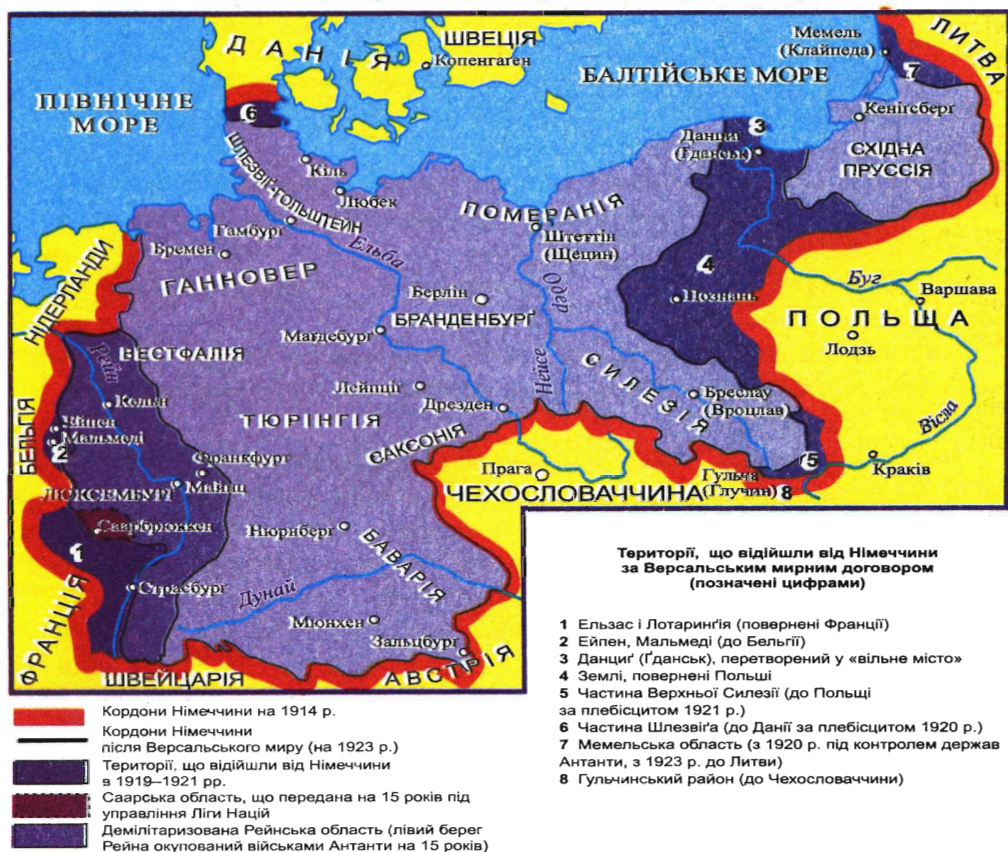 ДАНІЯ
ШВЕЦІЯ
Копенгаген
ПІВНІЧНЕ
МОРЕ
БАЛТІЙСЬКЕ МОРЕ
Мемель
(Клайпеда)
ЛИТВА
7
Кеніґсберґ
СХІДНА
ПРУССІЯ
6
3
Данциґ
(Ґданськ)
ШЛЕЗВІГ-ГОЛЬШТЕЙН
Кіль
Любек
ПОМЕРАНІЯ
Гамбург
Бремен
Ельба
Штеттін
(Щецин)
НІДЕРЛАНДИ
ГАННОВЕР
Одер
4
Буг
Варшава
Берлін
Познань
БРАНДЕНБУРҐ
ПОЛЬЩА
Лодзь
Маґдебург
ВЕСТФАЛІЯ
Рейн
Нейсе
СИЛЕЗІЯ
Лейпціґ
Бреслау
(Вроцлав)
Кельн
Дрезден
Вісла
ТЮРІНГІЯ
БЕЛЬГІЯ
Ейпен
Мальмеді
2
САКСОНІЯ
Франкфурт
Майнц
Прага
5
Краків
ЛЮКСЕМБУРГ
ЧЕХОСЛОВАЧЧИНА
Гульча
(Глучин)
8
Саарбрюккен
Нюрнберг
1
БАВАРІЯ
Страсбург
Дунай
ФРАНЦІЯ
Мюнхен
Зальцбург
ШВЕЙЦАРІЯ
АВСТРІЯ
Території, що відійшли від Німеччини
за Версальським мирним договором
(позначені цифрами)
1 Ельзас і Лотаринґія (повернені Франції)
2 Ейпен, Мальмеді (до Бельгії)
3 Данциґ (Ґданськ), перетворений у «вільне місто»
4 Землі, повернені Польші
5 Частина Верхньої Силезії (до Польщі
за плебісцитом 1921 р.)
6 Частина Шлезвіґа (до Данії за плебісцитом 1920 р.)
7 Мемельська область (з 1920 р. під контролем держав
Антанти, з 1923 р. до Литви)
8 Гульчинський район (до Чехословаччини)
Кордони Німеччини на 1914 р.
Кордони Німеччини
після Версальського миру (на 1923 р.)
Території, що відійшли від Німеччини
в 1919–1921 рр.
Саарська область, що передана на 15 років під
управління Ліги Націй
Демілітаризована Рейнська область (лівий берег
Рейна окупований військами Антанти на 15 років)